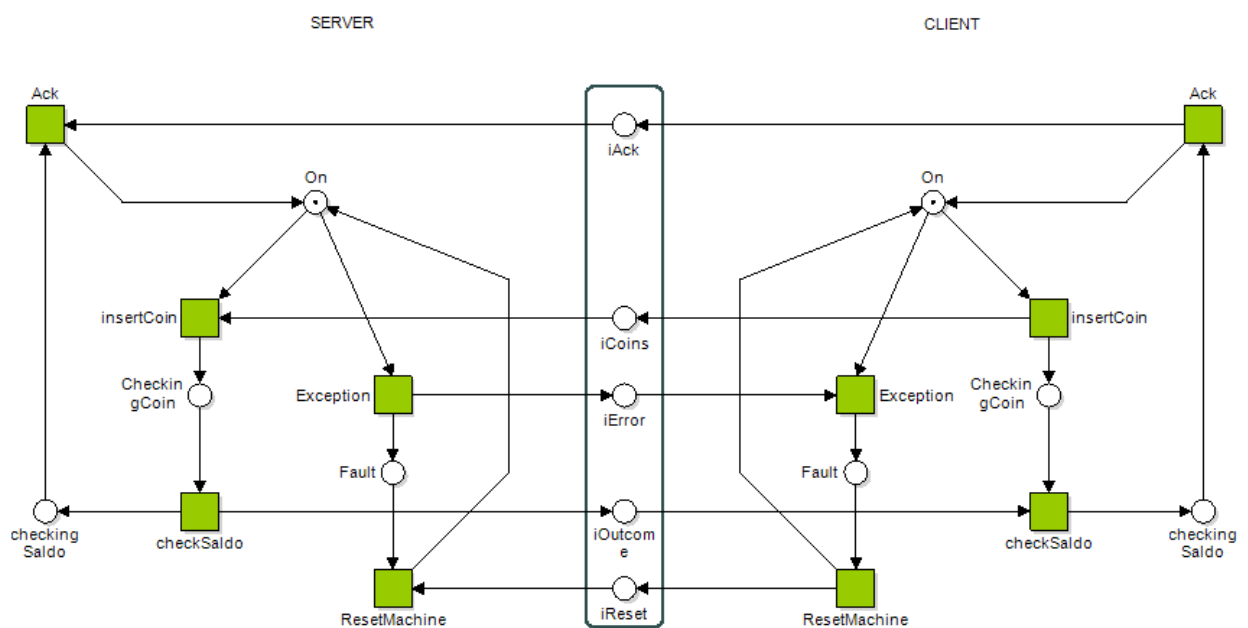 SERVER
CLIENT
Ack
Ack
iAck
On
On
insertCoin
iCoins
insertCoin
Checkin
gCoin
Exception
iError
Exception
Checkin
gCoin
Fault
Fault
checking
Saldo
checkSaldo
iOutcom
e
checkSaldo
checking
Saldo
ResetMachine
iReset
ResetMachine